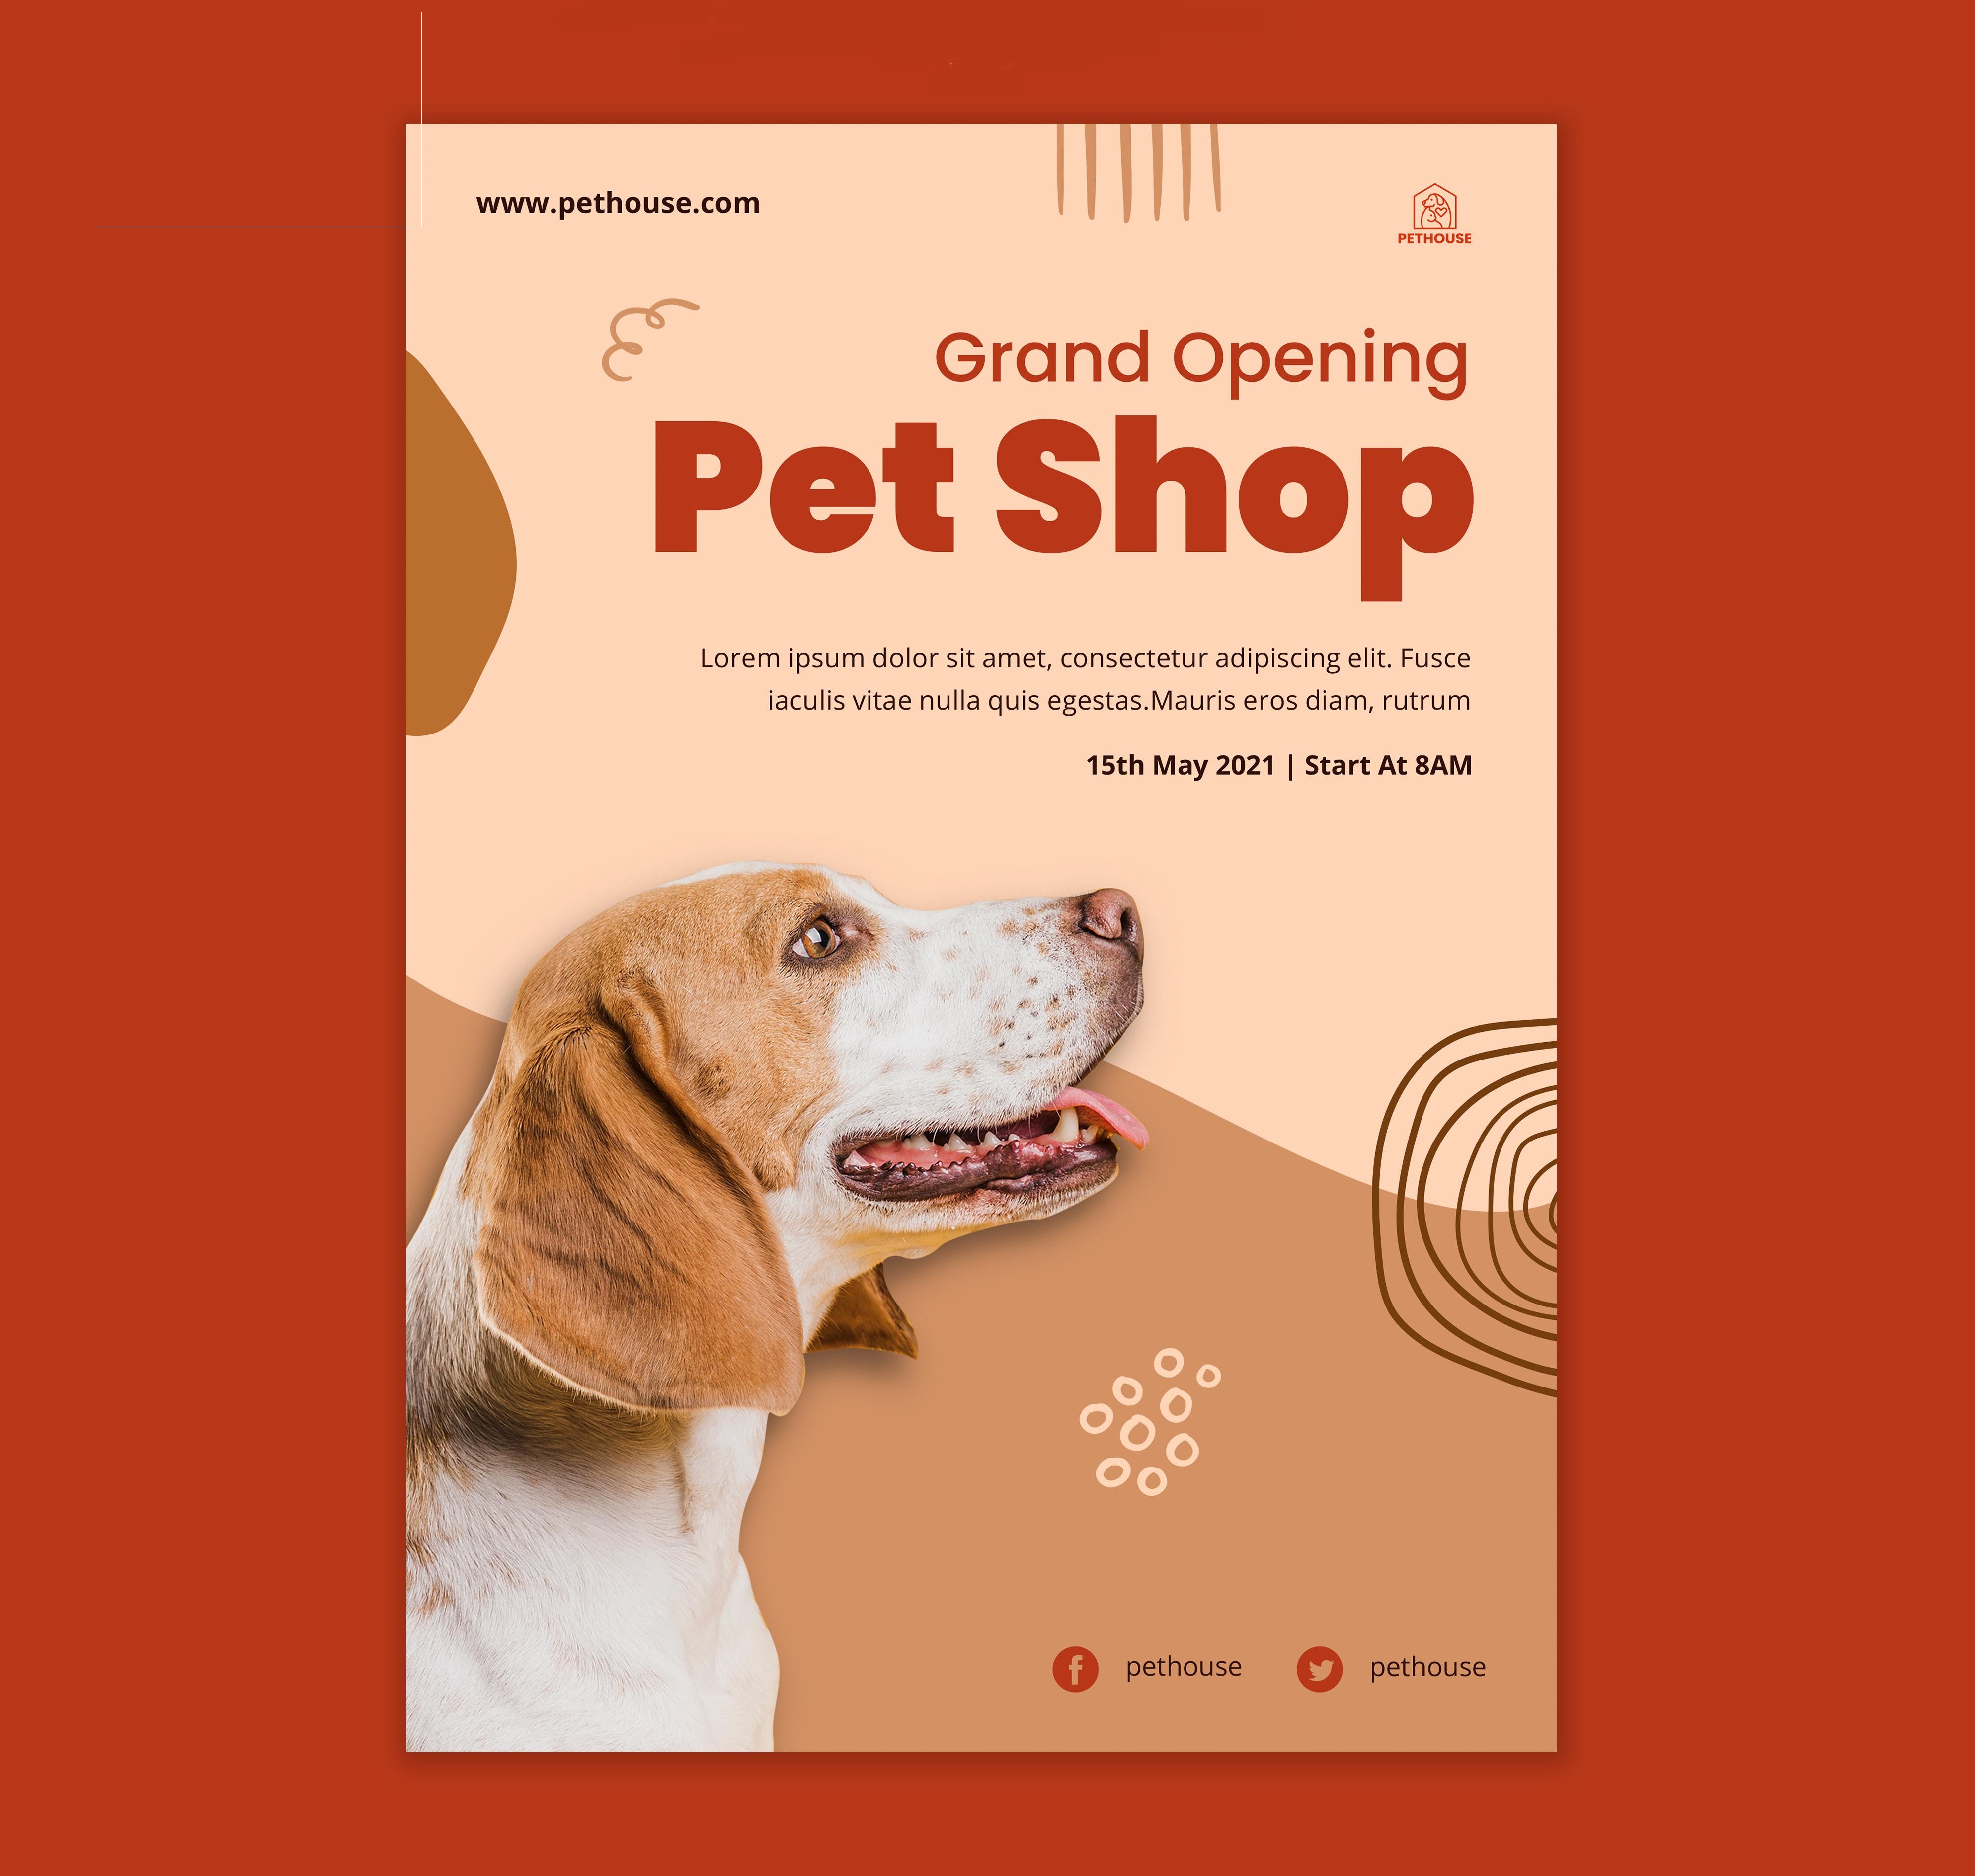 www.pethouse.com
PETHOUSE
Grand Opening
Pet Shop
Lorem ipsum dolor sit amet, consectetur adipiscing elit. Fusce
iaculis vitae nulla quis egestas.Mauris eros diam, rutrum
15th May 2021 | Start At 8AM
pethouse pethouse